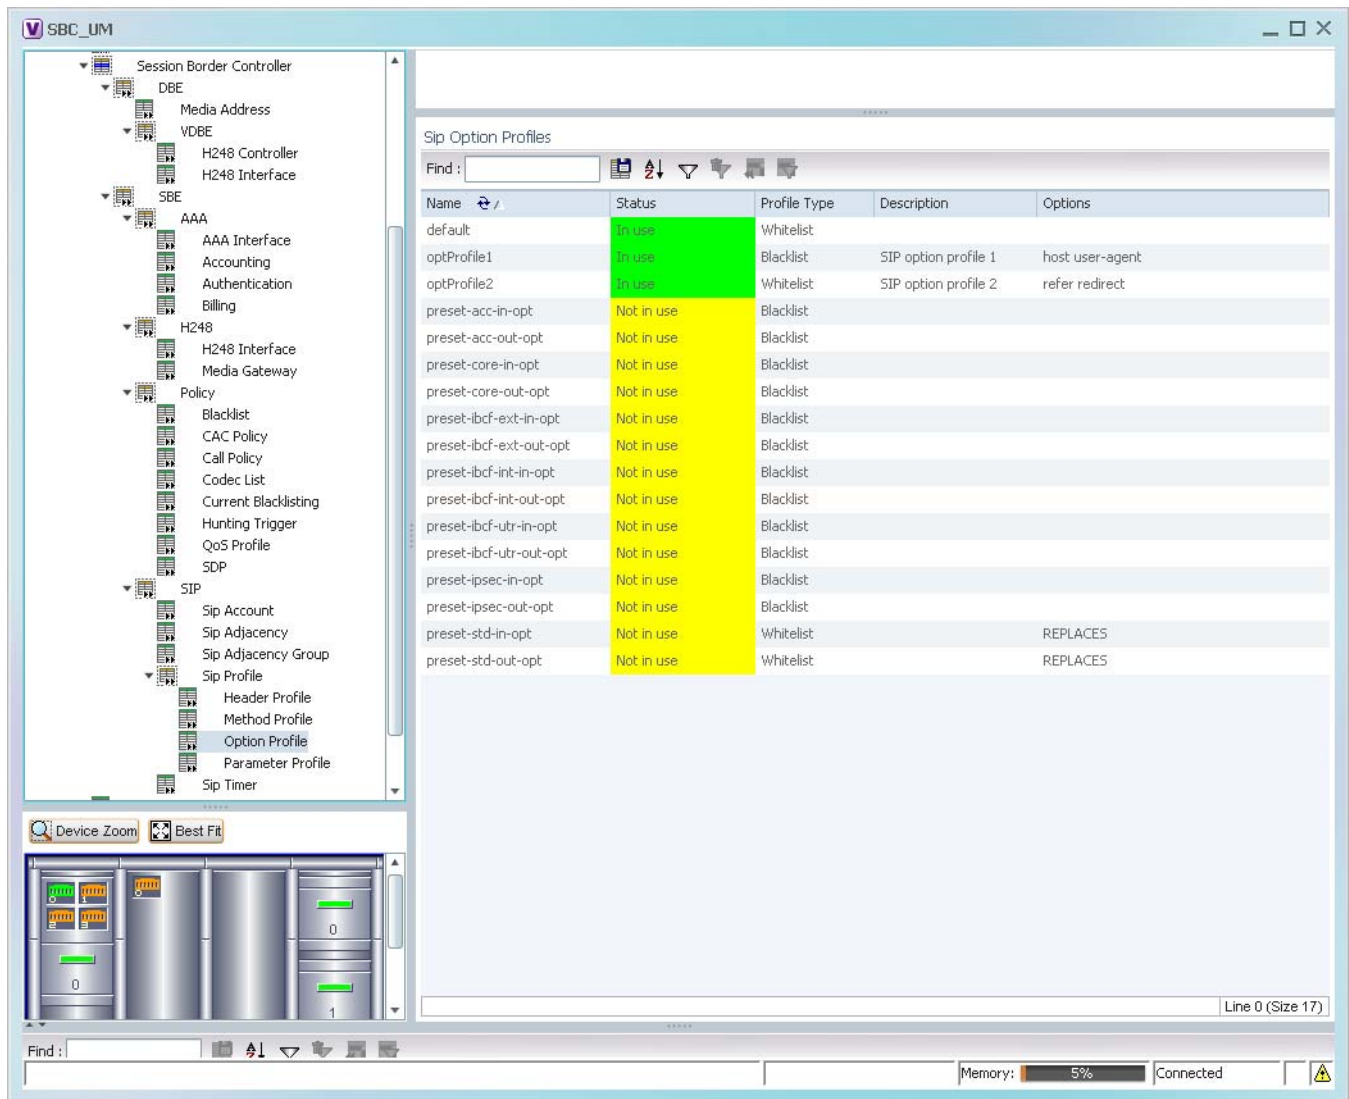 SBC_UM
Session Border Controller
DBE
Media Address
VDBE
H248 Controller
H248 Interface
SBE
AAA
AAA Interface
Accounting
Authentication
Billing
H248
H248 Interface
Media Gateway
Policy
Blacklist
CAC Policy
Call Policy
Codec List
Current Blacklisting
Hunting Trigger
QoS Profile
SDP
SIP
Sip Account
Sip Adjacency
Sip Adjacency Group
Sip Profile
Header Profile
Method Profile
Option Profile
Parameter Profile
Sip Timer
Device Zoom Best Fit
0 1
2 3
0
0
0
1
Sip Option Profiles
Find :
Name Status Profile Type Description Options
default In use Whitelist
optProfile1 In use Blacklist SIP option profile 1 host user-agent
optProfile2 In use Whitelist SIP option profile 2 refer redirect
preset-acc-in-opt Not in use Blacklist
preset-acc-out-opt Not in use Blacklist
preset-core-in-opt Not in use Blacklist
preset-core-out-opt Not in use Blacklist
preset-ibcf-ext-in-opt Not in use Blacklist
preset-ibcf-ext-out-opt Not in use Blacklist
preset-ibcf-int-in-opt Not in use Blacklist
preset-ibcf-int-out-opt Not in use Blacklist
preset-ibcf-utr-in-opt Not in use Blacklist
preset-ibcf-utr-out-opt Not in use Blacklist
preset-ipsec-in-opt Not in use Blacklist
preset-ipsec-out-opt Not in use Blacklist
preset-std-in-opt Not in use Whitelist REPLACES
preset-std-out-opt Not in use Whitelist REPLACES
Line 0 (Size 17)
Find :
Memory: 5% Connected